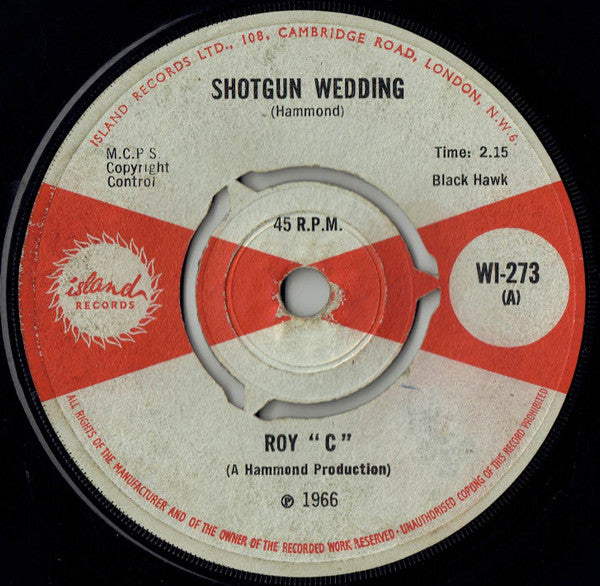 ISLAND RECORDS LTD., 108, CAMBRIDGE ROAD, LONDON, N.W.6.
SHOTGUN WEDDING
(Hammond)
M.C.P S
Copyright
Control
Time: 2.15
Black Hawk
45 R.P.M.
island
RECORDS
WI-273
(A)
ROY “C”
(A Hammond Production)
℗ 1966
ALL RIGHTS OF THE MANUFACTURER AND OF THE OWNER OF THE RECORDED WORK RESERVED - UNAUTHORISED COPYING OF THIS RECORD PROHIBITED